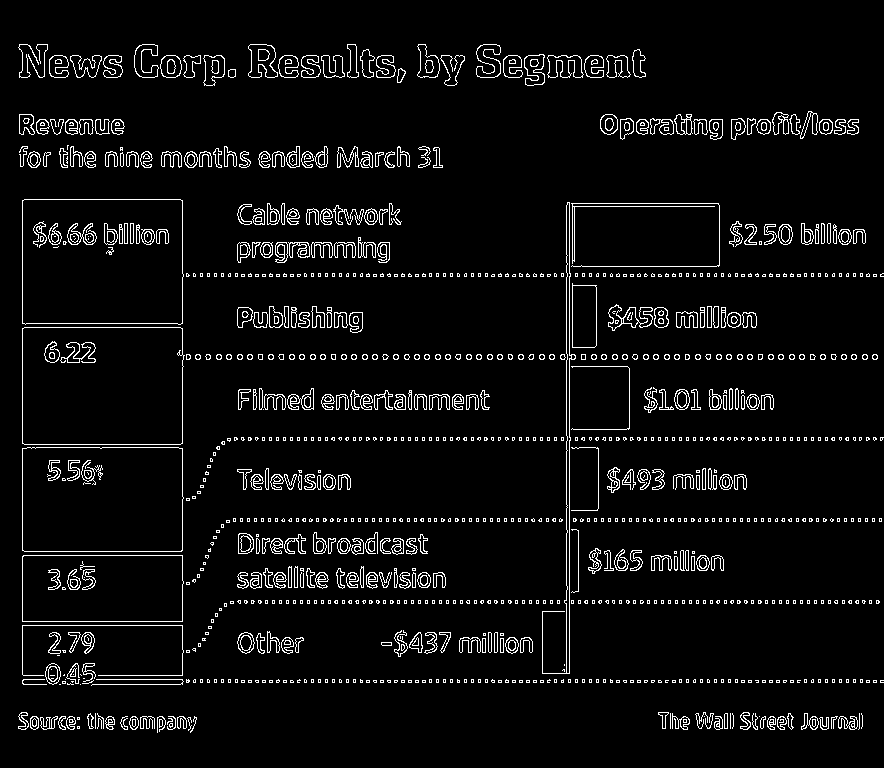 News Corp. Results, by Segment
Revenue
for the nine months ended March 31
Operating profit/loss
$6.66 billion
Cable network
programming
$2.50 billion
6.22
Publishing
$458 million
Filmed entertainment
$1.01 billion
5.56
Television
$493 million
3.65
Direct broadcast
satellite television
$165 million
2.79
Other
–$437 million
0.45
Source: the company
The Wall Street Journal